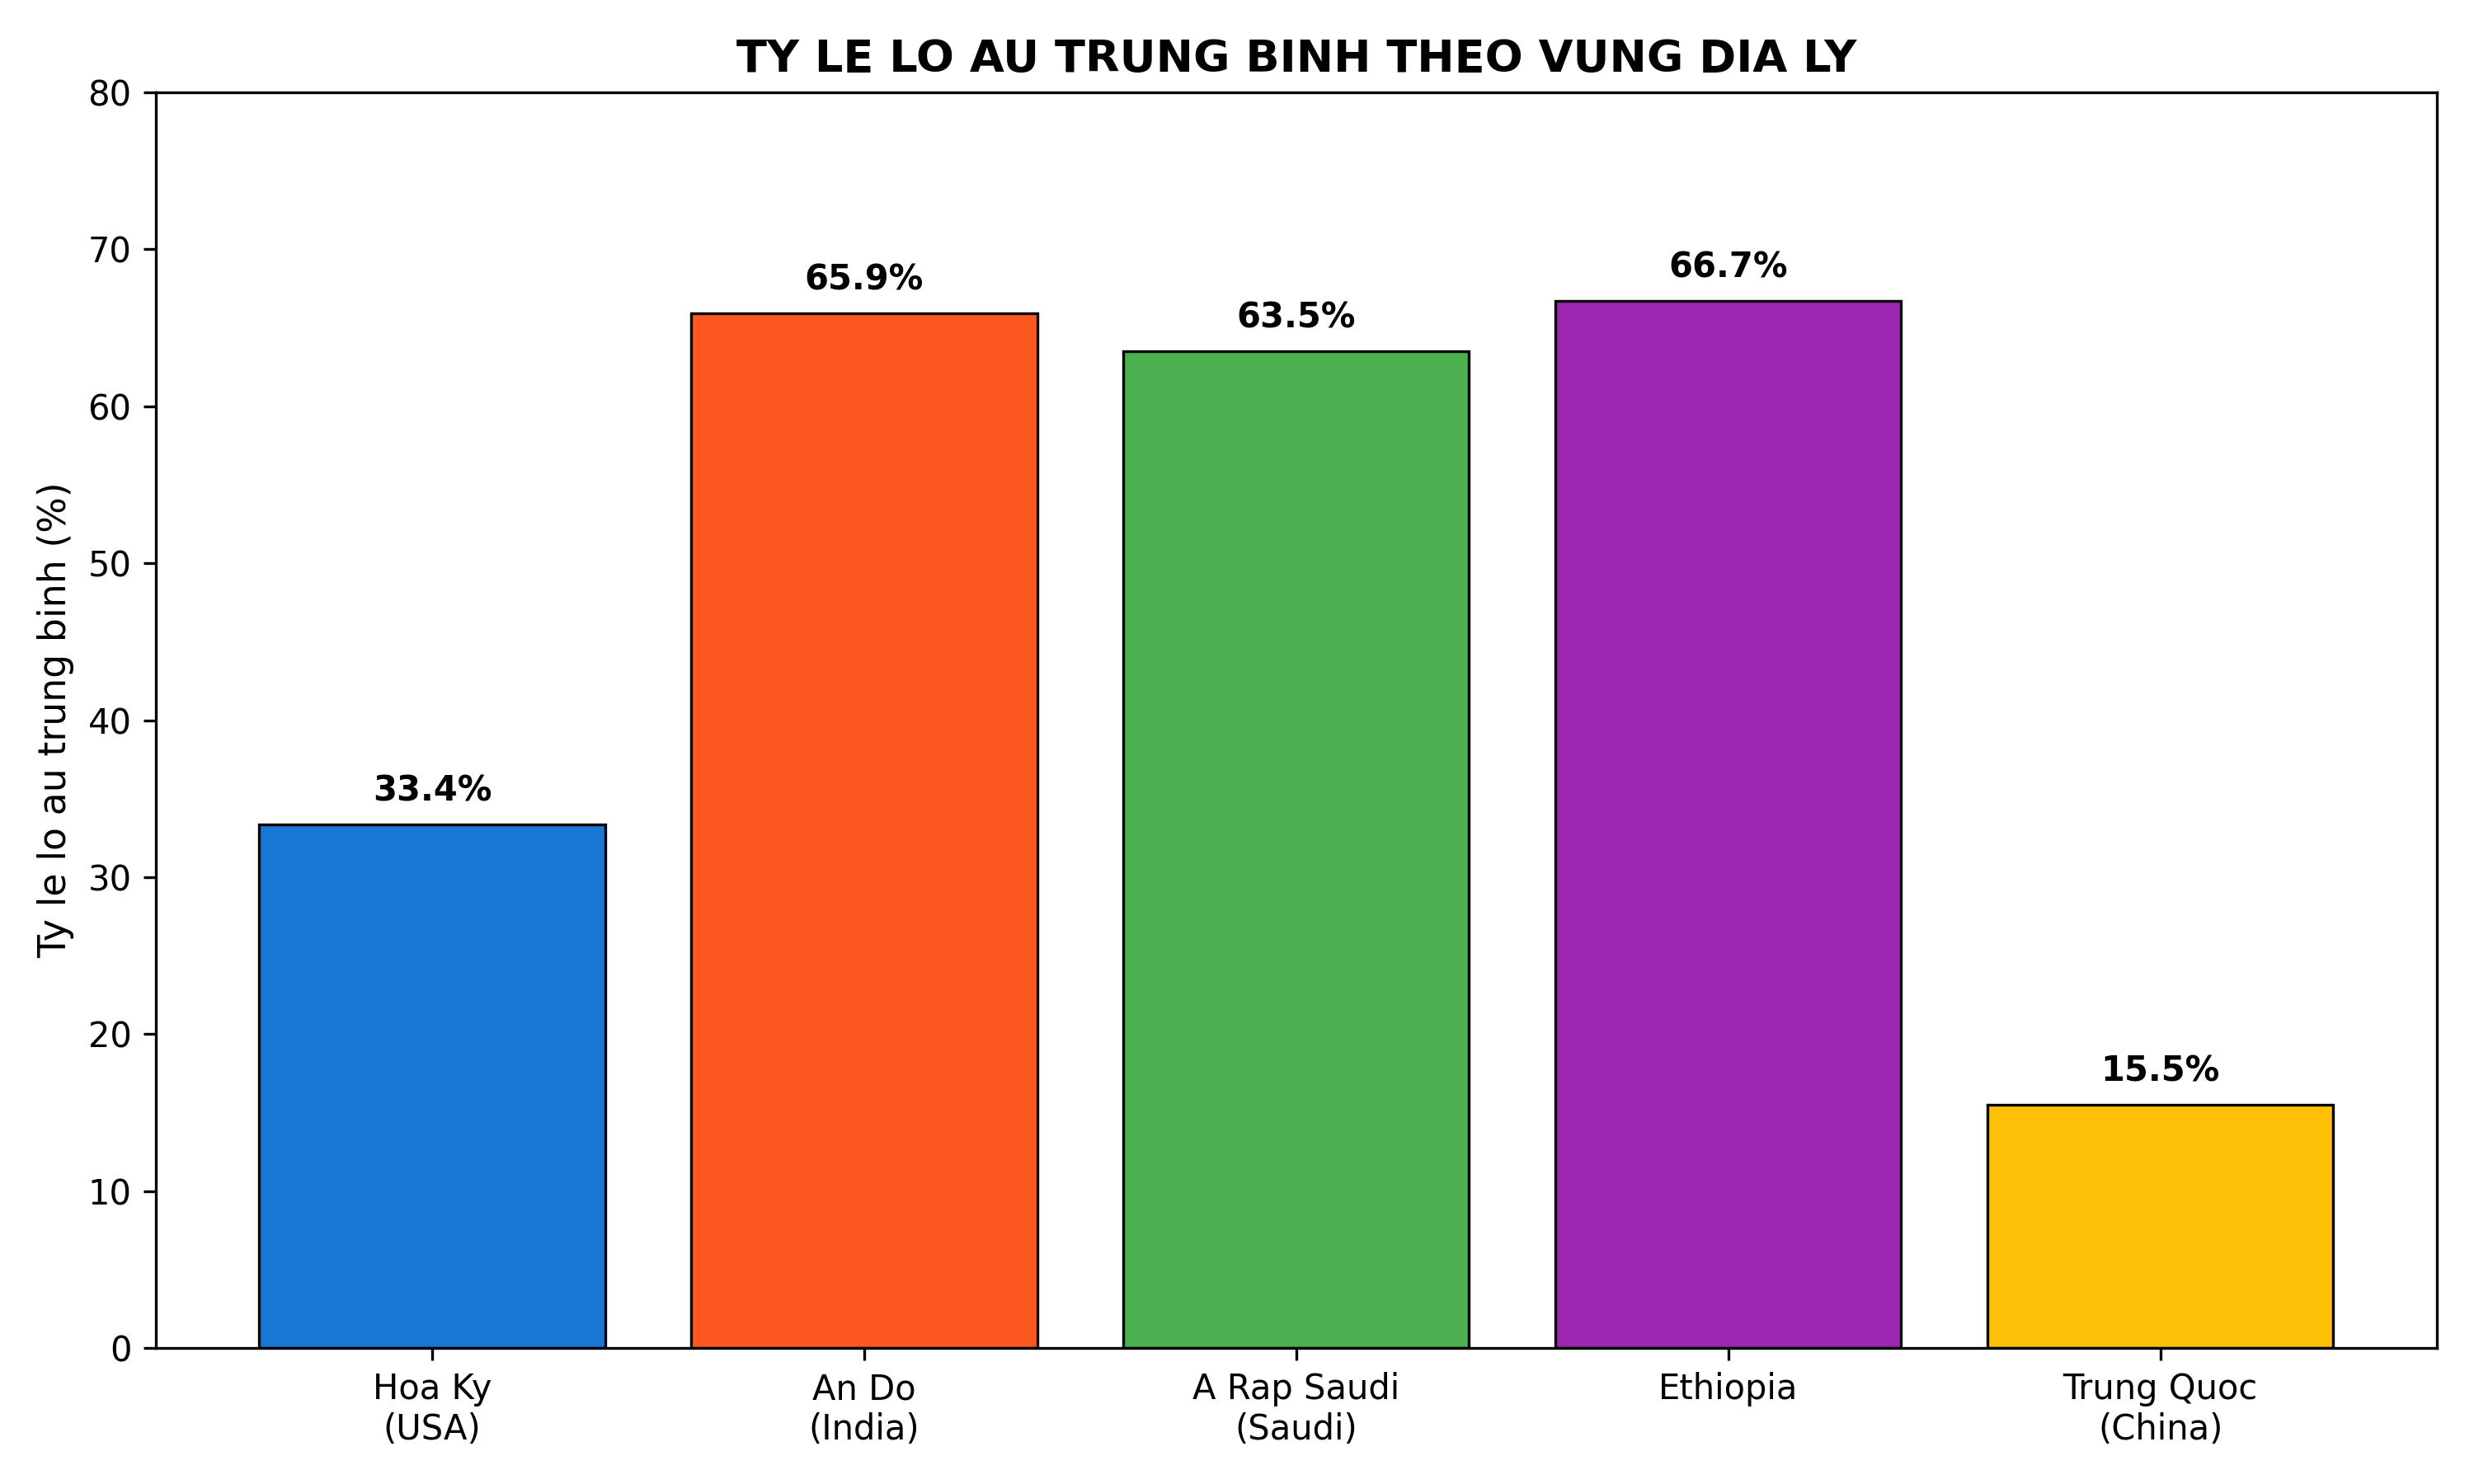 TY LE LO AU TRUNG BINH THEO VUNG DIA LY
Ty le lo au trung binh (%)
80
70
60
50
40
30
20
10
0
33.4%
65.9%
63.5%
66.7%
15.5%
Hoa Ky
(USA)
An Do
(India)
A Rap Saudi
(Saudi)
Ethiopia
Trung Quoc
(China)